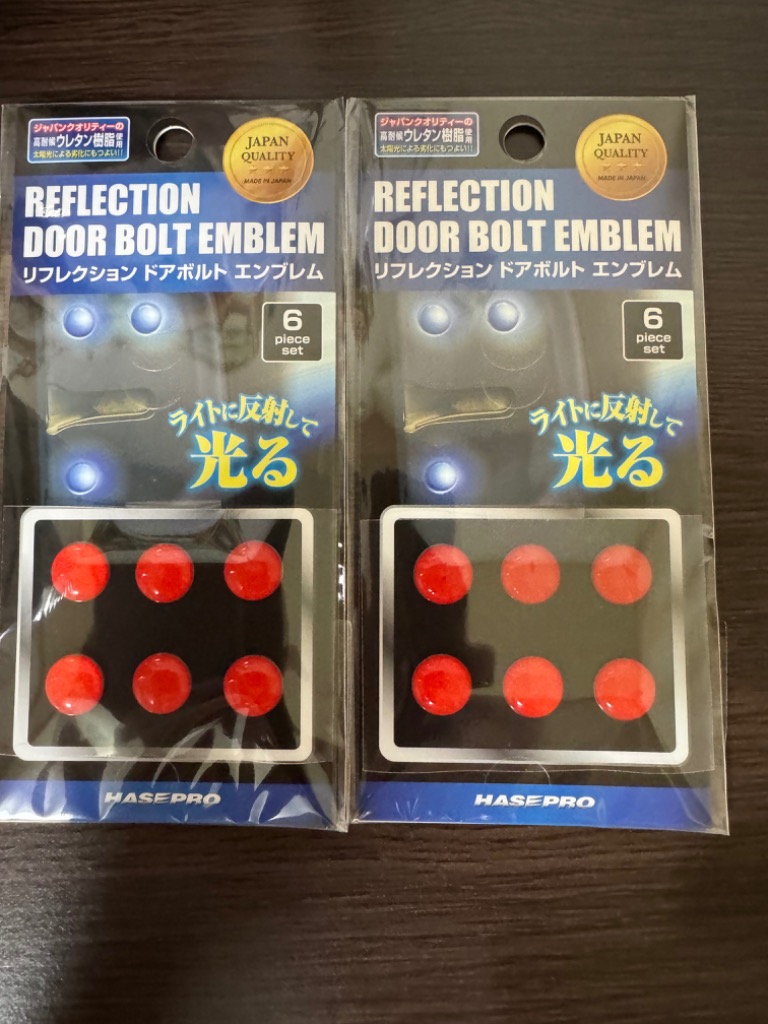 ジャパンクオリティーの
高耐候ウレタン樹脂使用
太陽光による劣化にもつよい!!
JAPAN
QUALITY
MADE IN JAPAN
REFLECTION
DOOR BOLT EMBLEM
リフレクション ドアボルト エンブレム
6
piece
set
ライトに反射して
光る
HASEPRO
ジャパンクオリティーの
高耐候ウレタン樹脂使用
太陽光による劣化にもつよい!!
JAPAN
QUALITY
MADE IN JAPAN
REFLECTION
DOOR BOLT EMBLEM
リフレクション ドアボルト エンブレム
6
piece
set
ライトに反射して
光る
HASEPRO